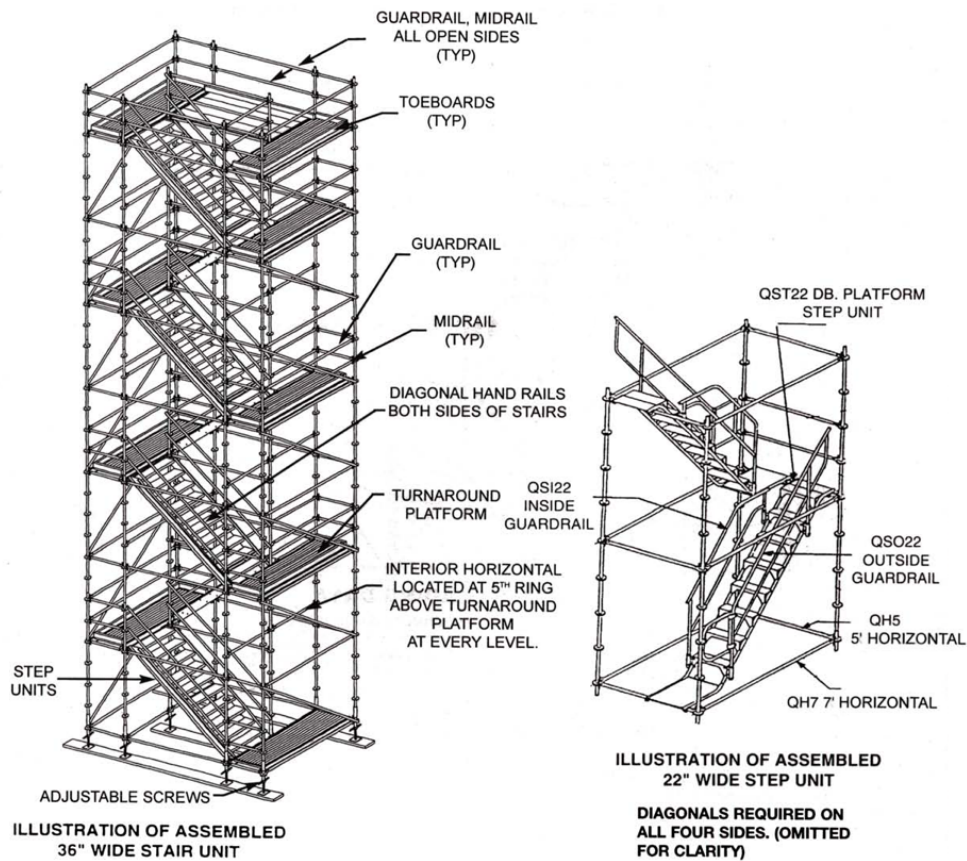 GUARDRAIL, MIDRAIL
ALL OPEN SIDES
(TYP)
TOEBOARDS
(TYP)
GUARDRAIL
(TYP)
MIDRAIL
(TYP)
DIAGONAL HAND RAILS
BOTH SIDES OF STAIRS
TURNAROUND
PLATFORM
INTERIOR HORIZONTAL
LOCATED AT 5TH RING
ABOVE TURNAROUND
PLATFORM
AT EVERY LEVEL.
STEP
UNITS
ADJUSTABLE SCREWS
ILLUSTRATION OF ASSEMBLED
36" WIDE STAIR UNIT
QST22 DB. PLATFORM
STEP UNIT
QSI22
INSIDE
GUARDRAIL
QSO22
OUTSIDE
GUARDRAIL
QH5
5' HORIZONTAL
QH7 7' HORIZONTAL
ILLUSTRATION OF ASSEMBLED
22" WIDE STEP UNIT
DIAGONALS REQUIRED ON
ALL FOUR SIDES. (OMITTED
FOR CLARITY)